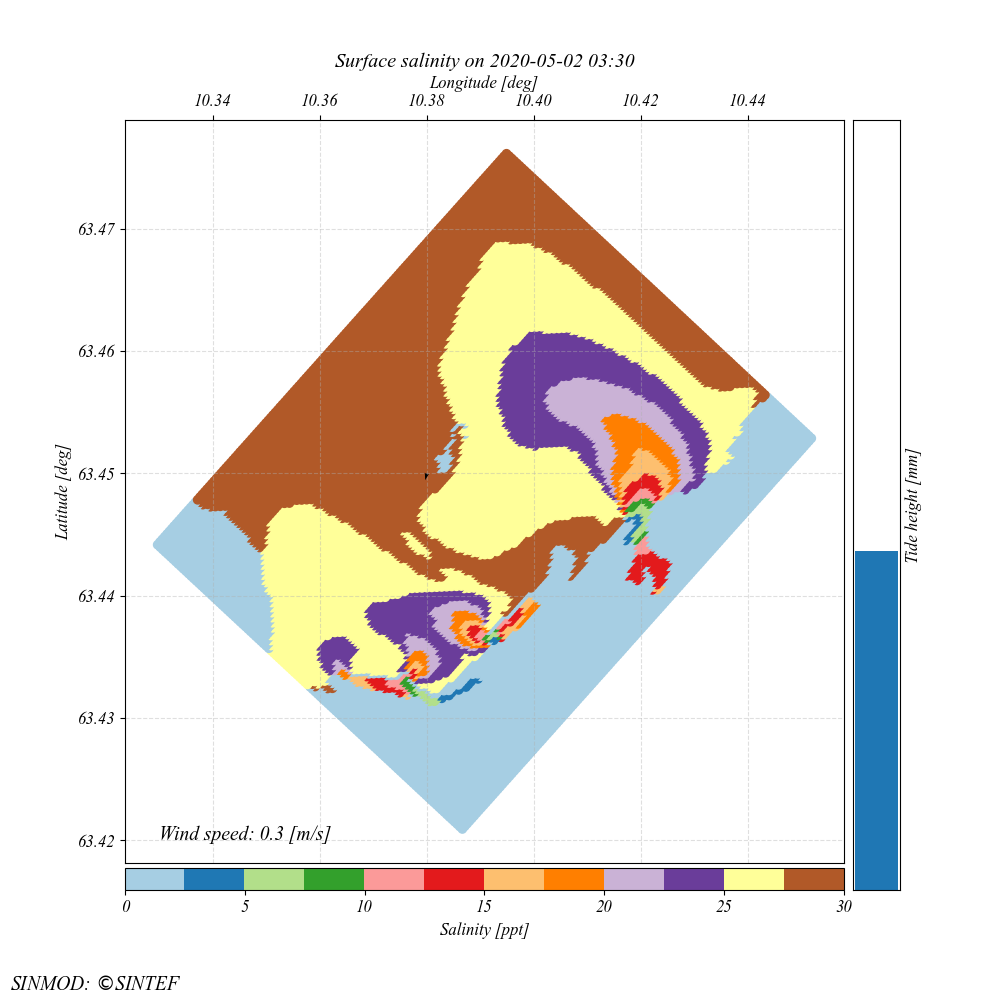 Surface salinity on 2020-05-02 03:30
Longitude [deg]
10.34 10.36 10.38 10.40 10.42 10.44
63.47
63.46
63.45
63.44
63.43
63.42
Latitude [deg]
Tide height [mm]
Wind speed: 0.3 [m/s]
0 5 10 15 20 25 30
Salinity [ppt]
SINMOD: ©SINTEF